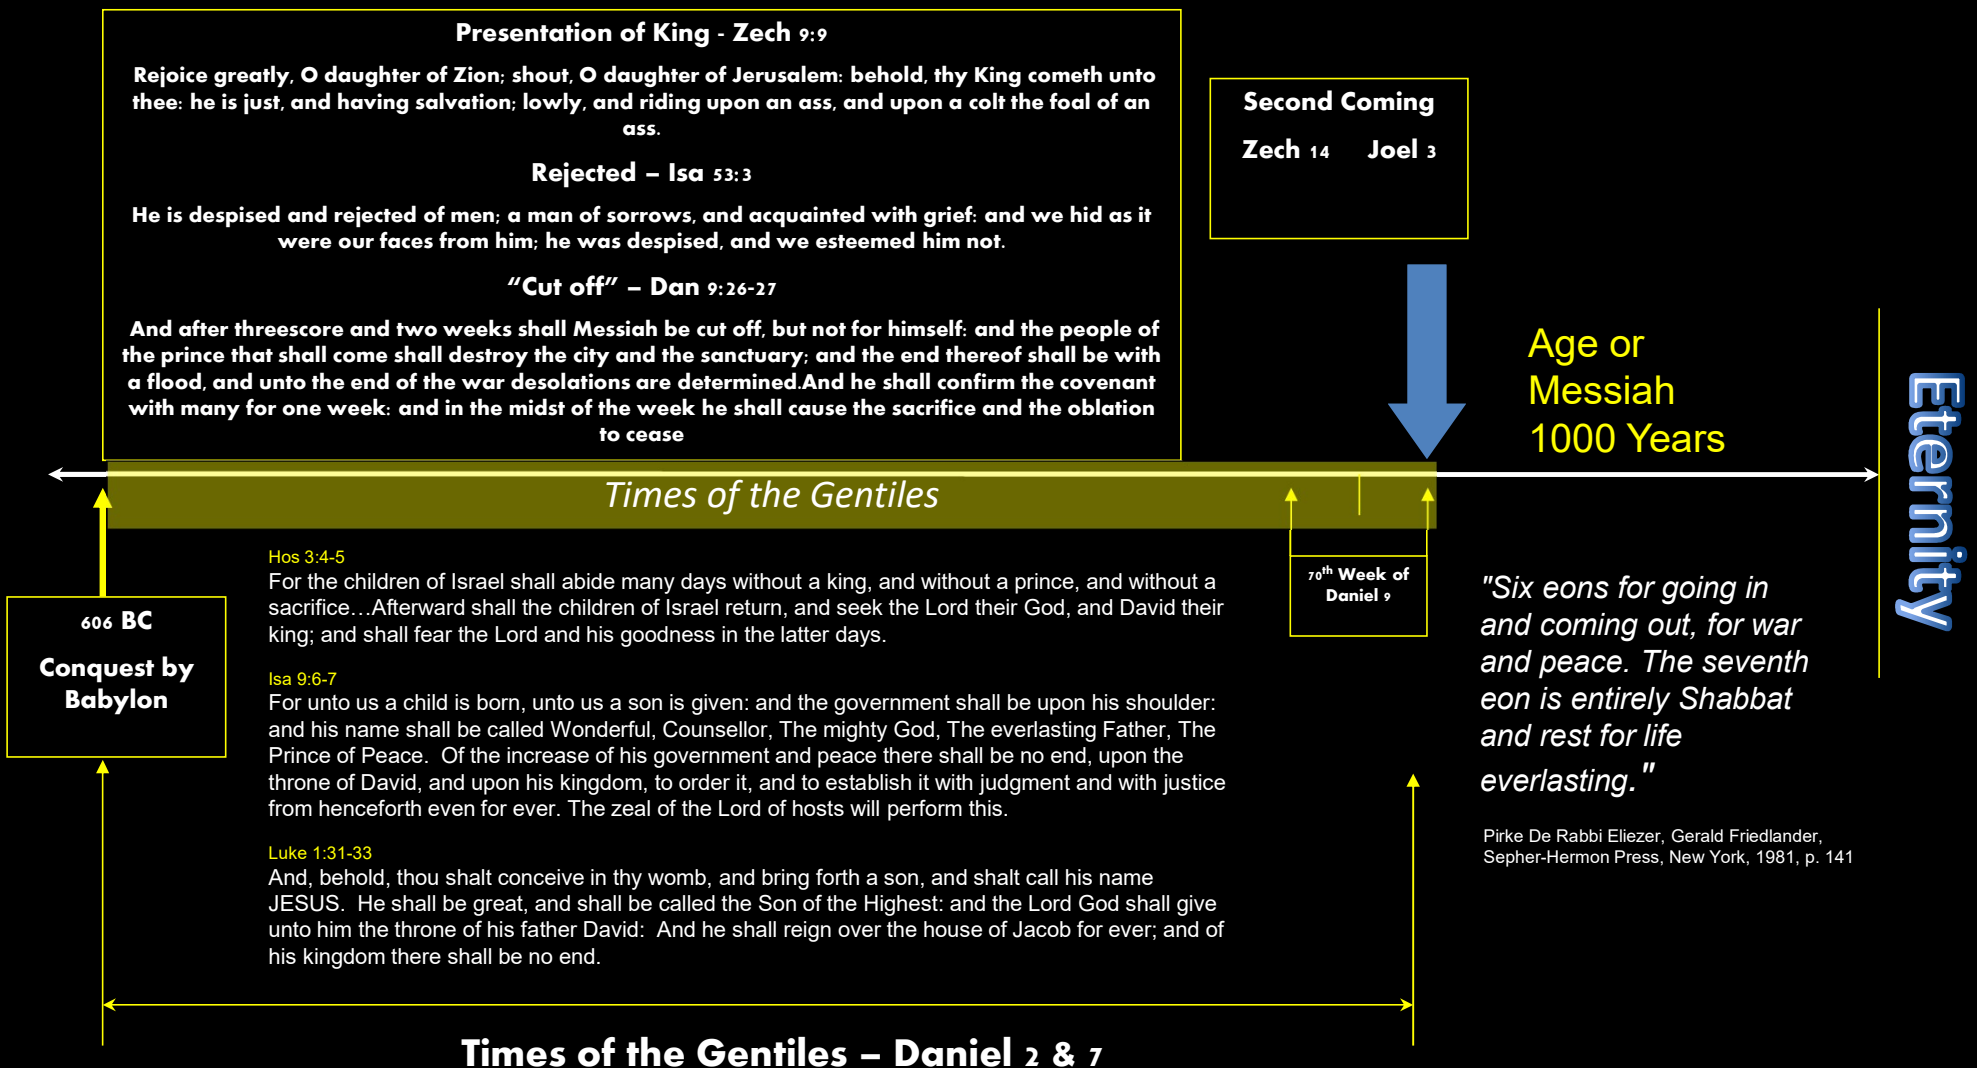 Presentation of King - Zech 9:9
Rejoice greatly, O daughter of Zion; shout, O daughter of Jerusalem: behold, thy King cometh unto
thee: he is just, and having salvation; lowly, and riding upon an ass, and upon a colt the foal of an
ass.
Rejected – Isa 53:3
He is despised and rejected of men; a man of sorrows, and acquainted with grief: and we hid as it
were our faces from him; he was despised, and we esteemed him not.
“Cut off” – Dan 9:26-27
And after threescore and two weeks shall Messiah be cut off, but not for himself: and the people of
the prince that shall come shall destroy the city and the sanctuary; and the end thereof shall be with
a flood, and unto the end of the war desolations are determined.And he shall confirm the covenant
with many for one week: and in the midst of the week he shall cause the sacrifice and the oblation
to cease
Second Coming
Zech 14 Joel 3
Age or
Messiah
1000 Years
Eternity
Times of the Gentiles
606 BC
Conquest by
Babylon
Hos 3:4-5
For the children of Israel shall abide many days without a king, and without a prince, and without a
sacrifice…Afterward shall the children of Israel return, and seek the Lord their God, and David their
king; and shall fear the Lord and his goodness in the latter days.
Isa 9:6-7
For unto us a child is born, unto us a son is given: and the government shall be upon his shoulder:
and his name shall be called Wonderful, Counsellor, The mighty God, The everlasting Father, The
Prince of Peace. Of the increase of his government and peace there shall be no end, upon the
throne of David, and upon his kingdom, to order it, and to establish it with judgment and with justice
from henceforth even for ever. The zeal of the Lord of hosts will perform this.
Luke 1:31-33
And, behold, thou shalt conceive in thy womb, and bring forth a son, and shalt call his name
JESUS. He shall be great, and shall be called the Son of the Highest: and the Lord God shall give
unto him the throne of his father David: And he shall reign over the house of Jacob for ever; and of
his kingdom there shall be no end.
70th Week of
Daniel 9
"Six eons for going in
and coming out, for war
and peace. The seventh
eon is entirely Shabbat
and rest for life
everlasting."
Pirke De Rabbi Eliezer, Gerald Friedlander,
Sepher-Hermon Press, New York, 1981, p. 141
Times of the Gentiles – Daniel 2 & 7